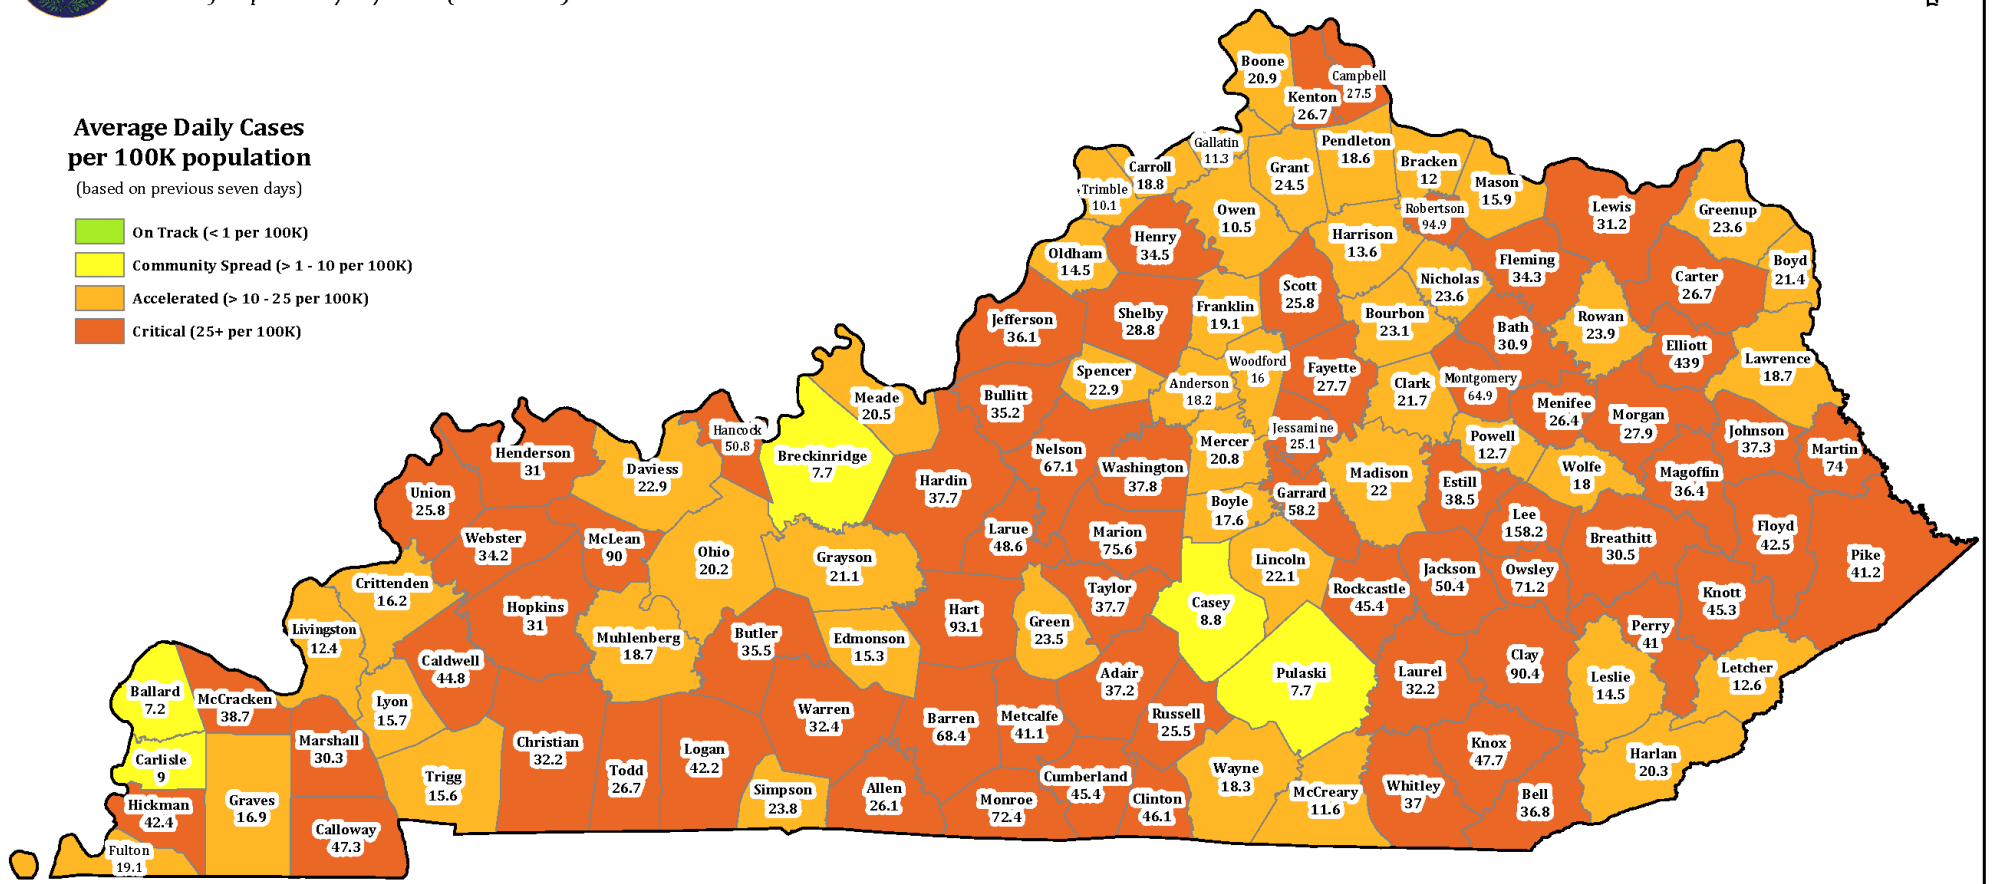 Average Daily Cases
per 100K population
(based on previous seven days)
On Track (< 1 per 100K)
Community Spread (> 1 - 10 per 100K)
Accelerated (> 10 - 25 per 100K)
Critical (25+ per 100K)
Boone
20.9
Kenton
26.7
Campbell
27.5
Gallatin
11.3
Carroll
18.8
Trimble
10.1
Grant
24.5
Pendleton
18.6
Bracken
12
Mason
15.9
Robertson
94.9
Lewis
31.2
Greenup
23.6
Boyd
21.4
Owen
10.5
Henry
34.5
Oldham
14.5
Harrison
13.6
Nicholas
23.6
Fleming
34.3
Carter
26.7
Jefferson
36.1
Shelby
28.8
Franklin
19.1
Scott
25.8
Bourbon
23.1
Bath
30.9
Rowan
23.9
Elliott
439
Lawrence
18.7
Spencer
22.9
Anderson
18.2
Woodford
16
Fayette
27.7
Clark
21.7
Montgomery
64.9
Menifee
26.4
Morgan
27.9
Johnson
37.3
Martin
74
Meade
20.5
Bullitt
35.2
Hancock
50.8
Breckinridge
7.7
Henderson
31
Daviess
22.9
Union
25.8
Hardin
37.7
Nelson
67.1
Washington
37.8
Mercer
20.8
Jessamine
25.1
Garrard
58.2
Boyle
17.6
Madison
22
Powell
12.7
Estill
38.5
Wolfe
18
Magoffin
36.4
Lee
158.2
Breathitt
30.5
Floyd
42.5
Pike
41.2
Webster
34.2
McLean
90
Ohio
20.2
Grayson
21.1
Larue
48.6
Marion
75.6
Lincoln
22.1
Rockcastle
45.4
Jackson
50.4
Owsley
71.2
Knott
45.3
Perry
41
Crittenden
16.2
Livingston
12.4
Hopkins
31
Muhlenberg
18.7
Butler
35.5
Edmonson
15.3
Hart
93.1
Green
23.5
Taylor
37.7
Casey
8.8
Pulaski
7.7
Laurel
32.2
Clay
90.4
Leslie
14.5
Letcher
12.6
Ballard
7.2
McCracken
38.7
Caldwell
44.8
Lyon
15.7
Marshall
30.3
Carlisle
9
Hickman
42.4
Graves
16.9
Calloway
47.3
Fulton
19.1
Trigg
15.6
Christian
32.2
Todd
26.7
Logan
42.2
Simpson
23.8
Warren
32.4
Allen
26.1
Barren
68.4
Metcalfe
41.1
Monroe
72.4
Adair
37.2
Russell
25.5
Cumberland
45.4
Clinton
46.1
Wayne
18.3
McCreary
11.6
Whitley
37
Knox
47.7
Bell
36.8
Harlan
20.3